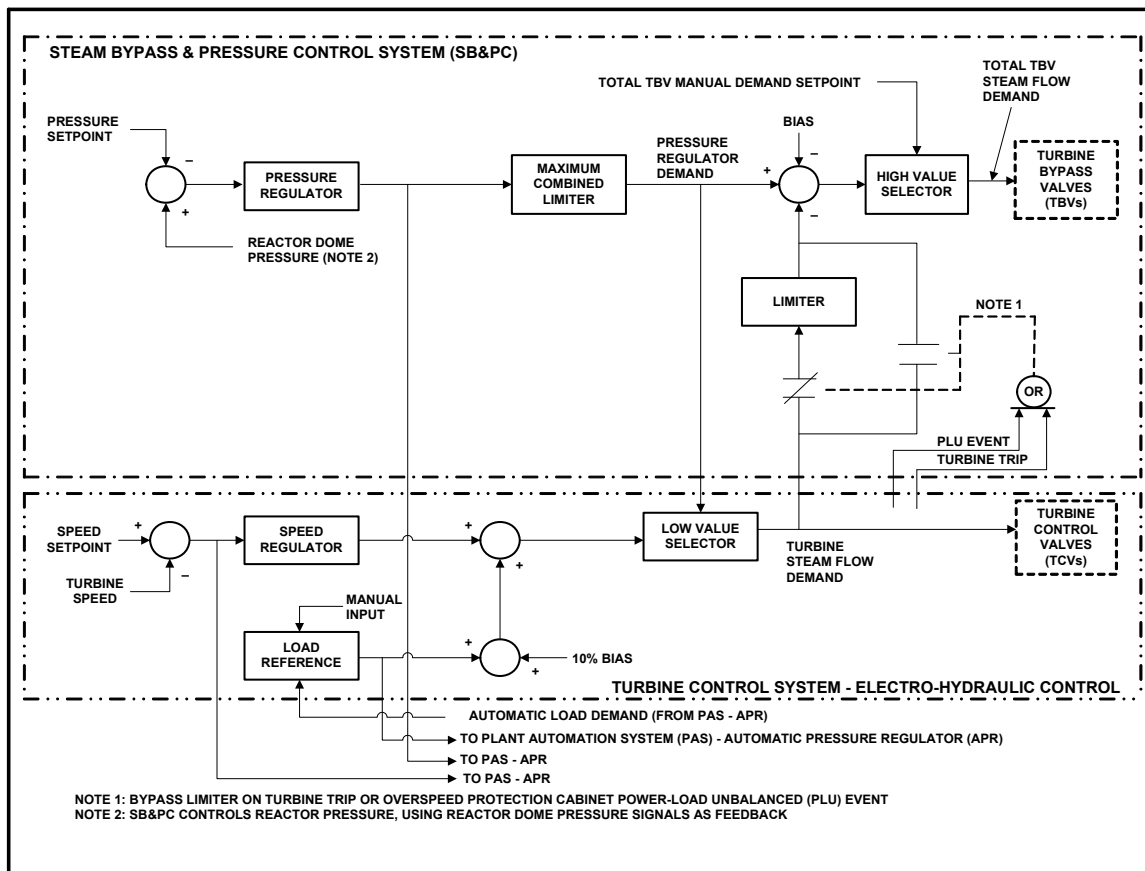 STEAM BYPASS & PRESSURE CONTROL SYSTEM (SB&PC)
TOTAL TBV
STEAM FLOW
DEMAND
TOTAL TBV MANUAL DEMAND SETPOINT
PRESSURE
SETPOINT
–
+
PRESSURE
REGULATOR
REACTOR DOME
PRESSURE (NOTE 2)
MAXIMUM
COMBINED
LIMITER
PRESSURE
REGULATOR
DEMAND
BIAS
–
+
–
HIGH VALUE
SELECTOR
TURBINE
BYPASS
VALVES
(TBVs)
LIMITER
NOTE 1
OR
PLU EVENT
TURBINE TRIP
SPEED
SETPOINT
+
–
TURBINE
SPEED
SPEED
REGULATOR
+
+
LOW VALUE
SELECTOR
TURBINE
STEAM FLOW
DEMAND
TURBINE
CONTROL
VALVES
(TCVs)
MANUAL
INPUT
LOAD
REFERENCE
+
+
10% BIAS
TURBINE CONTROL SYSTEM - ELECTRO-HYDRAULIC CONTROL
AUTOMATIC LOAD DEMAND (FROM PAS - APR)
TO PLANT AUTOMATION SYSTEM (PAS) - AUTOMATIC PRESSURE REGULATOR (APR)
TO PAS - APR
TO PAS - APR
NOTE 1: BYPASS LIMITER ON TURBINE TRIP OR OVERSPEED PROTECTION CABINET POWER-LOAD UNBALANCED (PLU) EVENT
NOTE 2: SB&PC CONTROLS REACTOR PRESSURE, USING REACTOR DOME PRESSURE SIGNALS AS FEEDBACK